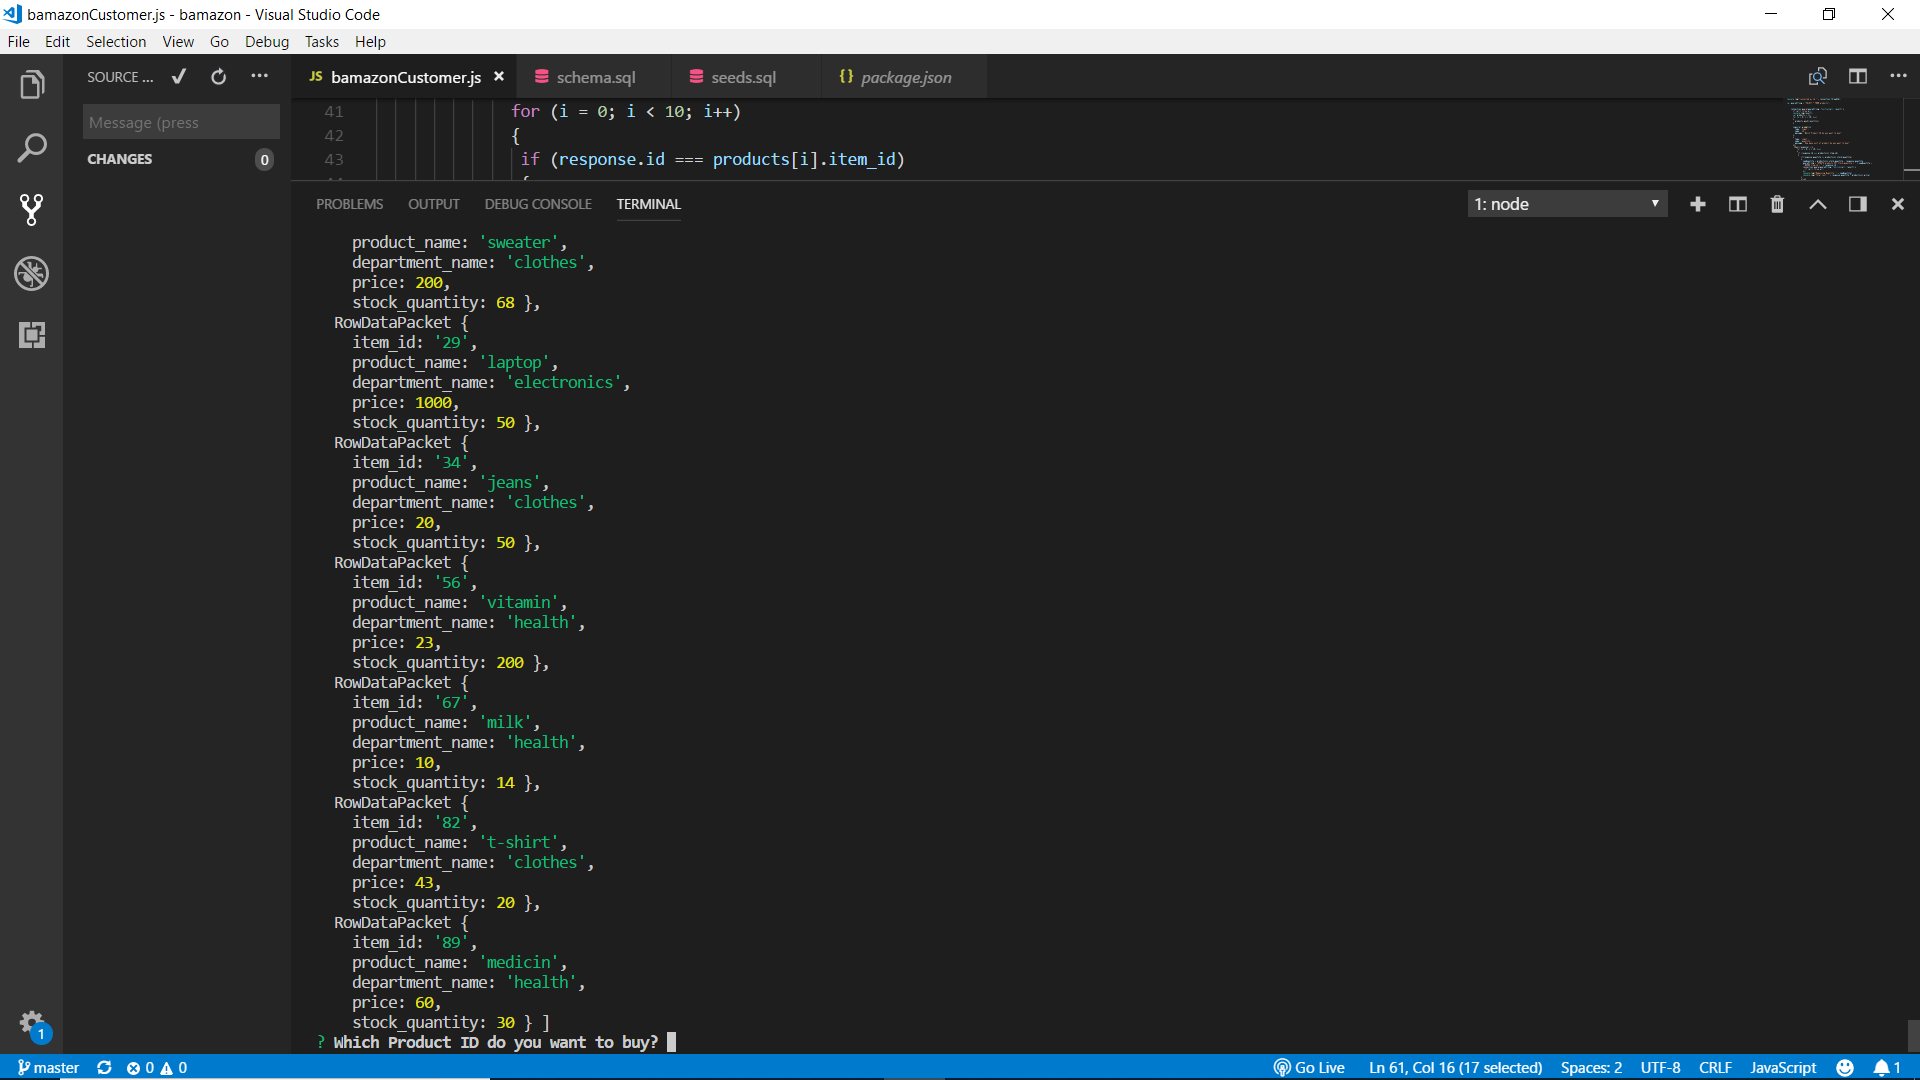 bamazonCustomer.js - bamazon - Visual Studio Code
File Edit Selection View Go Debug Tasks Help
SOURCE ... JS bamazonCustomer.js schema.sql seeds.sql {} package.json
Message (press
CHANGES 0
41 for (i = 0; i < 10; i++)
42 {
43 if (response.id === products[i].item_id)
PROBLEMS OUTPUT DEBUG CONSOLE TERMINAL 1: node
product_name: 'sweater',
department_name: 'clothes',
price: 200,
stock_quantity: 68 },
RowDataPacket {
item_id: '29',
product_name: 'laptop',
department_name: 'electronics',
price: 1000,
stock_quantity: 50 },
RowDataPacket {
item_id: '34',
product_name: 'jeans',
department_name: 'clothes',
price: 20,
stock_quantity: 50 },
RowDataPacket {
item_id: '56',
product_name: 'vitamin',
department_name: 'health',
price: 23,
stock_quantity: 200 },
RowDataPacket {
item_id: '67',
product_name: 'milk',
department_name: 'health',
price: 10,
stock_quantity: 14 },
RowDataPacket {
item_id: '82',
product_name: 't-shirt',
department_name: 'clothes',
price: 43,
stock_quantity: 20 },
RowDataPacket {
item_id: '89',
product_name: 'medicin',
department_name: 'health',
price: 60,
stock_quantity: 30 } ]
? Which Product ID do you want to buy?
1
master 0 0 Go Live Ln 61, Col 16 (17 selected) Spaces: 2 UTF-8 CRLF JavaScript 1